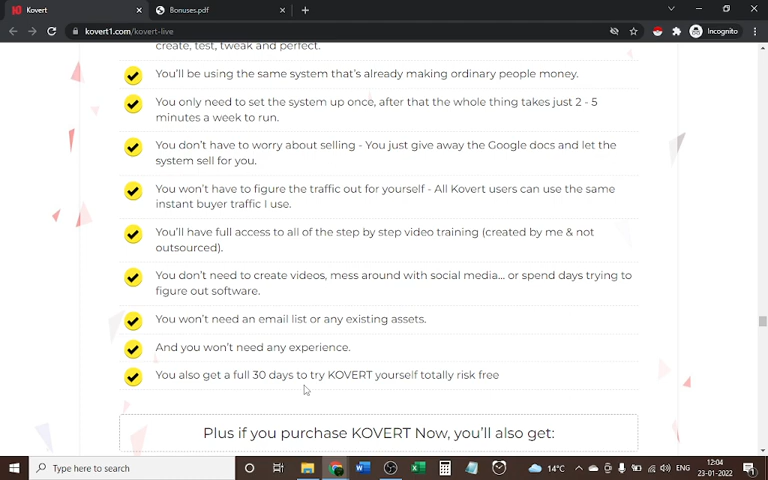 Kovert
Bonuses.pdf
kovert1.com/kovert-live
Incognito
create, test, tweak and perfect.
You'll be using the same system that's already making ordinary people money.
You only need to set the system up once, after that the whole thing takes just 2 - 5
minutes a week to run.
You don't have to worry about selling - You just give away the Google docs and let the
system sell for you.
You won't have to figure the traffic out for yourself - All Kovert users can use the same
instant buyer traffic I use.
You'll have full access to all of the step by step video training (created by me & not
outsourced).
You don't need to create videos, mess around with social media... or spend days trying to
figure out software.
You won't need an email list or any existing assets.
And you won't need any experience.
You also get a full 30 days to try KOVERT yourself totally risk free
Plus if you purchase KOVERT Now, you'll also get:
Type here to search
14°C
ENG
12:04
23-01-2022